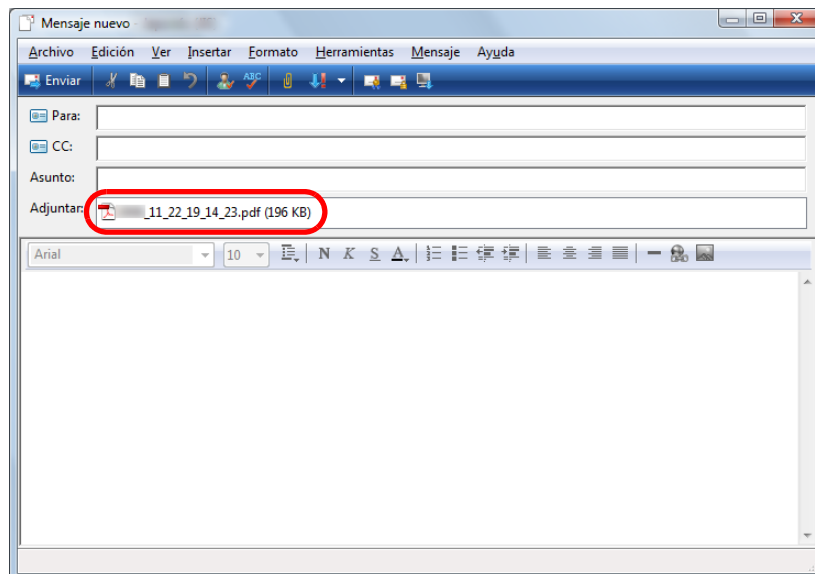 Mensaje nuevo
Archivo Edición Ver Insertar Formato Herramientas Mensaje Ayuda
Enviar ABC
Para:
CC:
Asunto:
Adjuntar: _11_22_19_14_23.pdf (196 KB)
Arial 10 N K S A